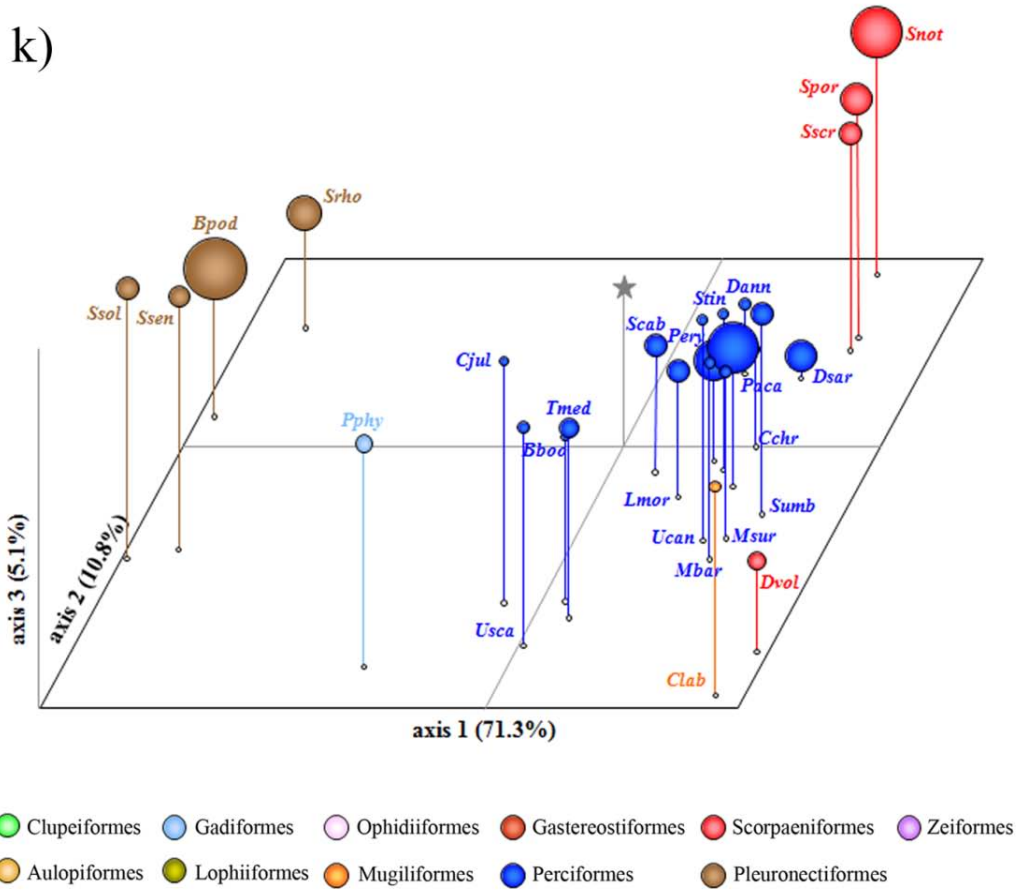 k)
Snot
Spor
Sscr
Srho
Bpod
Ssol
Ssen
Stin
Dann
Scab
Pery
Cjul
Paca
Dsar
Pphy
Tmed
Cchr
Lmor
Sumb
Ucan
Msur
Mbar
Dvol
Usca
Clab
axis 3 (5.1%)
axis 2 (10.8%)
axis 1 (71.3%)
Clupeiformes Gadiformes Ophidiiformes Gastereostiformes Scorpaeniformes Zeiformes
Aulopiformes Lophiiformes Mugiliformes Perciformes Pleuronectiformes